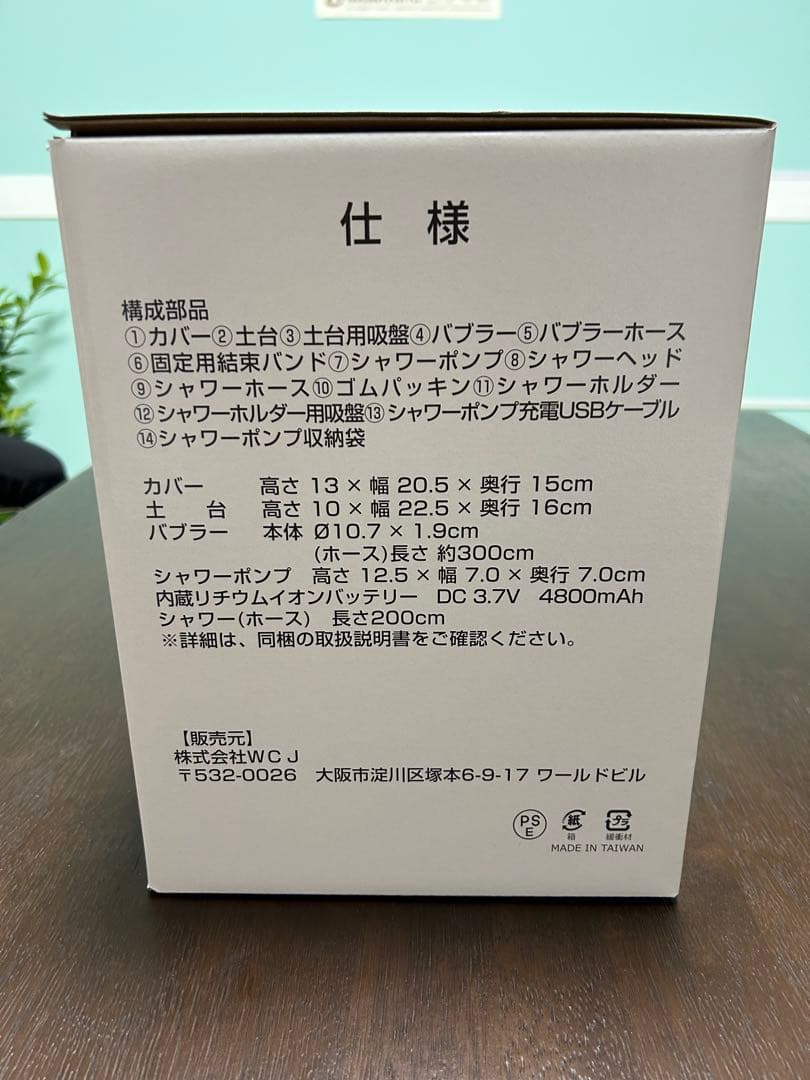 仕 様
構成部品
①カバー②土台③土台用吸盤④バブラー⑤バブラーホース
⑥固定用結束バンド⑦シャワーポンプ⑧シャワーヘッド
⑨シャワーホース⑩ゴムパッキン⑪シャワーホルダー
⑫シャワーホルダー用吸盤⑬シャワーポンプ充電USBケーブル
⑭シャワーポンプ収納袋
カバー 高さ 13 × 幅 20.5 × 奥行 15cm
土 台 高さ 10 × 幅 22.5 × 奥行 16cm
バブラー 本体 Ø10.7 × 1.9cm
(ホース)長さ 約300cm
シャワーポンプ 高さ 12.5 × 幅 7.0 × 奥行 7.0cm
内蔵リチウムイオンバッテリー DC 3.7V 4800mAh
シャワー(ホース) 長さ200cm
※詳細は、同梱の取扱説明書をご確認ください。
【販売元】
株式会社WCJ
〒532-0026 大阪市淀川区塚本6-9-17 ワールドビル
PS
E
紙
箱
プラ
緩衝材
MADE IN TAIWAN